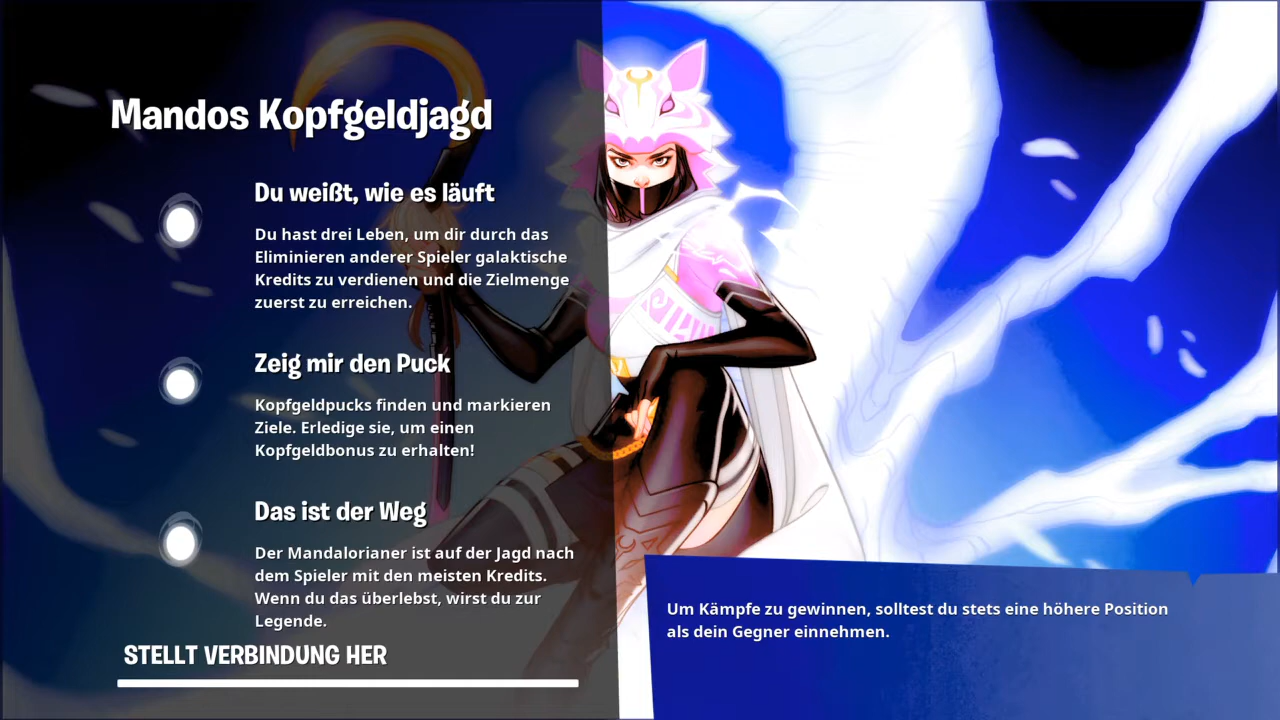 Mandos Kopfgeldjagd
Du weißt, wie es läuft
Du hast drei Leben, um dir durch das
Eliminieren anderer Spieler galaktische
Kredits zu verdienen und die Zielmenge
zuerst zu erreichen.
Zeig mir den Puck
Kopfgeldpucks finden und markieren
Ziele. Erledige sie, um einen
Kopfgeldbonus zu erhalten!
Das ist der Weg
Der Mandalorianer ist auf der Jagd nach
dem Spieler mit den meisten Kredits.
Wenn du das überlebst, wirst du zur
Legende.
STELLT VERBINDUNG HER
Um Kämpfe zu gewinnen, solltest du stets eine höhere Position
als dein Gegner einnehmen.